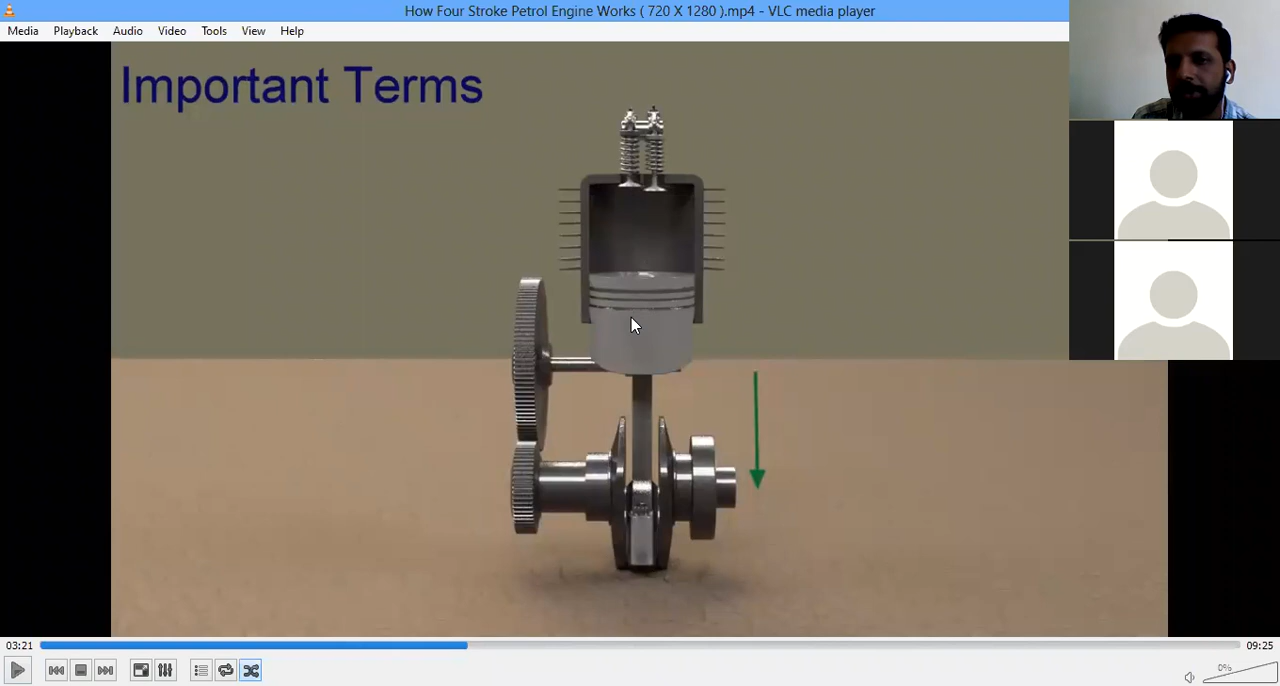 How Four Stroke Petrol Engine Works ( 720 X 1280 ).mp4 - VLC media player
Media Playback Audio Video Tools View Help
Important Terms
03:21
09:25
0%